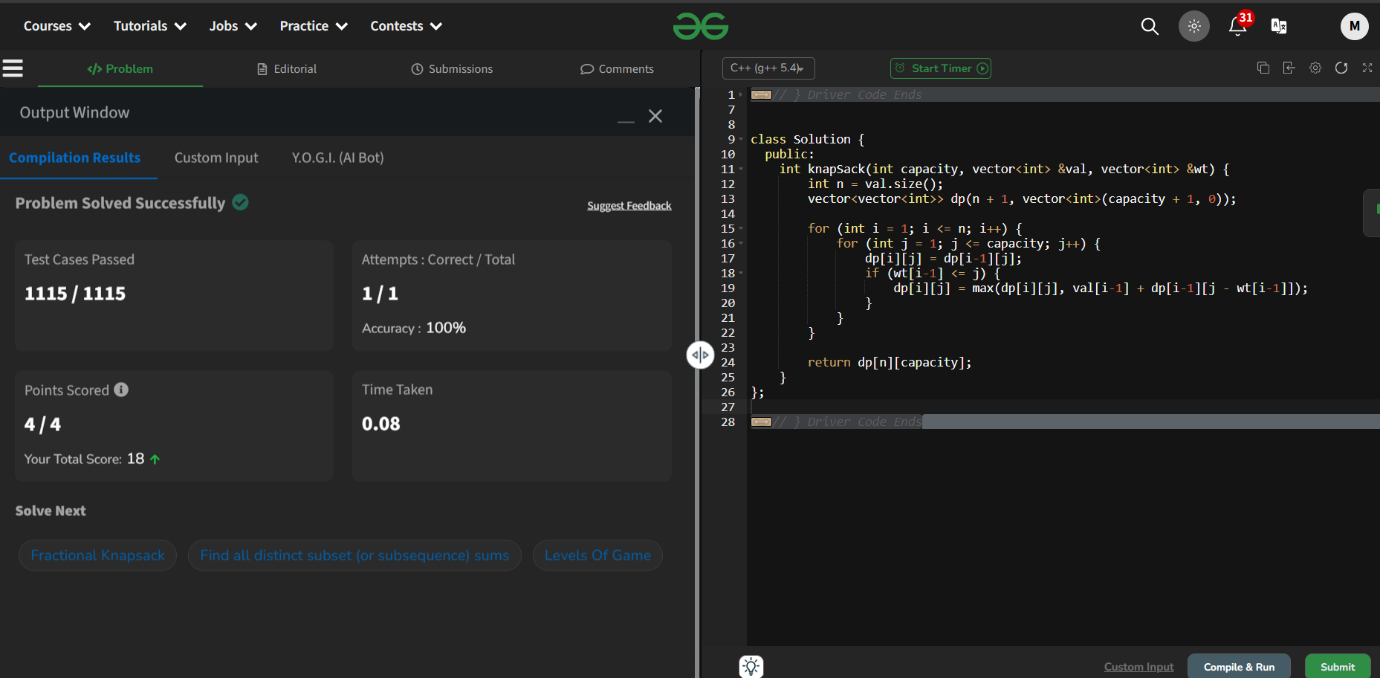 Courses Tutorials Jobs Practice Contests 31 M
</> Problem Editorial Submissions Comments
Output Window
Compilation Results Custom Input Y.O.G.I. (AI Bot)
Problem Solved Successfully
Suggest Feedback
Test Cases Passed
1115 / 1115
Attempts : Correct / Total
1 / 1
Accuracy : 100%
Points Scored
4 / 4
Your Total Score: 18
Time Taken
0.08
Solve Next
Fractional Knapsack Find all distinct subset (or subsequence) sums Levels Of Game
C++ (g++ 5.4) Start Timer
1 // } Driver Code Ends
7
8
9 class Solution {
10 public:
11 int knapSack(int capacity, vector<int> &val, vector<int> &wt) {
12 int n = val.size();
13 vector<vector<int>> dp(n + 1, vector<int>(capacity + 1, 0));
14
15 for (int i = 1; i <= n; i++) {
16 for (int j = 1; j <= capacity; j++) {
17 dp[i][j] = dp[i-1][j];
18 if (wt[i-1] <= j) {
19 dp[i][j] = max(dp[i][j], val[i-1] + dp[i-1][j - wt[i-1]]);
20 }
21 }
22 }
23
24 return dp[n][capacity];
25 }
26 };
27
28 // } Driver Code Ends
Custom Input Compile & Run Submit